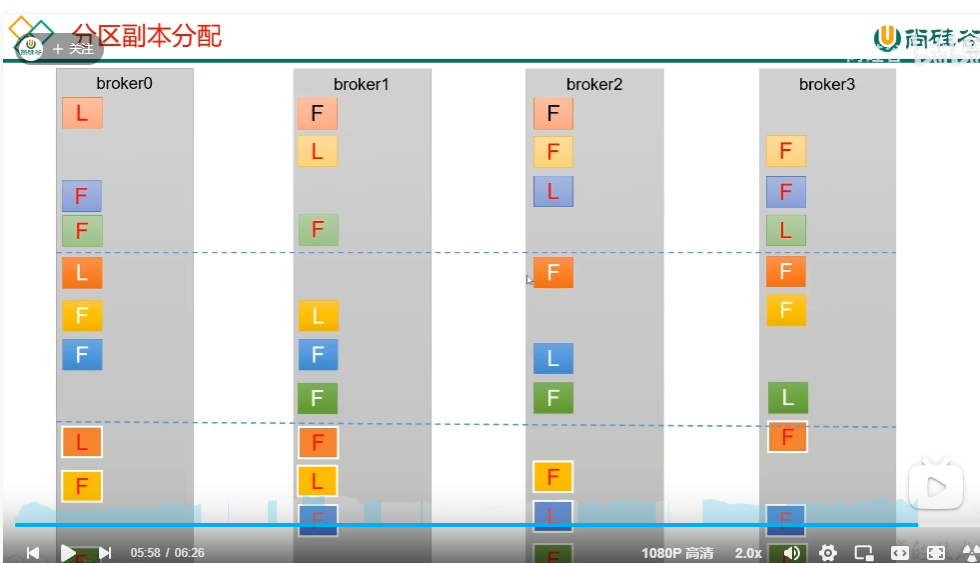 分区副本分配
+ 关注
尚硅谷
broker0 broker1 broker2 broker3
L F F
L F F
F L F
F F L
L F F
F L F
F F L
F F L
L F F
F L F
F L F
F F
05:58 / 06:26 1080P 高清 2.0x